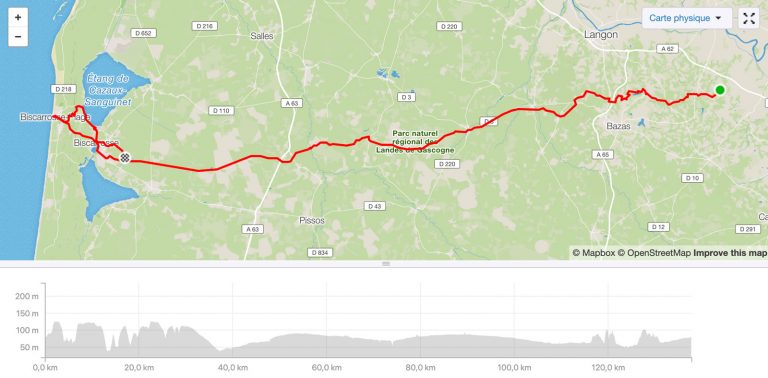 +
−
Carte physique
D 216
D 220
D 652
Salles
Langon
A 62
Étang de
Cazaux-
Sanguinet
D 218
D 3
D 110
A 63
D 3
Biscarrosse-Plage
Bazas
Parc naturel
régional des
Landes de Gascogne
Biscarrosse
A 65
D 220
D 10
D 43
Pissos
A 63
D 12
D 291
D 834
© Mapbox © OpenStreetMap Improve this map
200 m
150 m
100 m
50 m
0,0 km 20,0 km 40,0 km 60,0 km 80,0 km 100,0 km 120,0 km